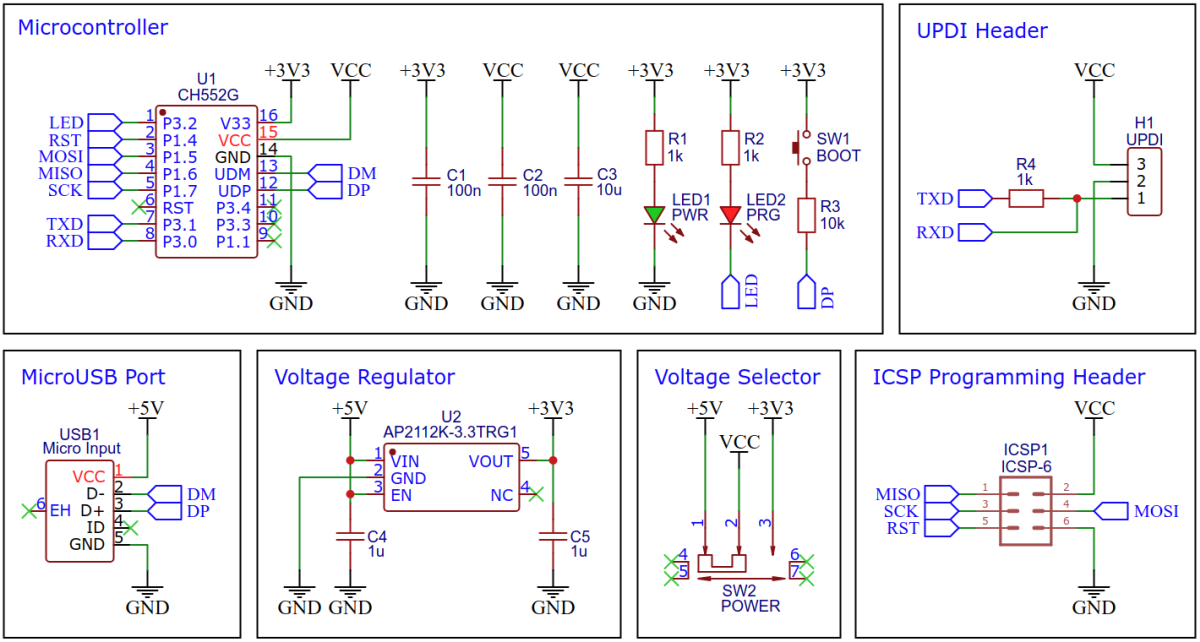 Microcontroller
U1
CH552G
LED 1 P3.2
RST 2 P1.4
MOSI 3 P1.5
MISO 4 P1.6
SCK 5 P1.7
6 RST
TXD 7 P3.1
RXD 8 P3.0
V33 16
VCC 15
GND 14
UDM 13 DM
UDP 12 DP
P3.4 11
P3.3 10
P1.1 9
+3V3 VCC +3V3 VCC VCC +3V3 +3V3 +3V3
C1
100n
C2
100n
C3
10u
R1
1k
LED1
PWR
R2
1k
LED2
PRG
LED
SW1
BOOT
R3
10k
DP
GND GND GND GND GND
UPDI Header
VCC
H1
UPDI
3
2
1
R4
1k
TXD
RXD
GND
MicroUSB Port
+5V
USB1
Micro Input
VCC 1
D- 2 DM
6 EH D+ 3 DP
ID 4
GND 5
GND
Voltage Regulator
+5V +3V3
U2
AP2112K-3.3TRG1
1 VIN VOUT 5
2 GND
3 EN NC 4
C4
1u
C5
1u
GND GND GND
Voltage Selector
+5V +3V3
VCC
1 2 3
4 6
5 7
SW2
POWER
ICSP Programming Header
VCC
ICSP1
ICSP-6
MISO 1 2
SCK 3 4 MOSI
RST 5 6
GND